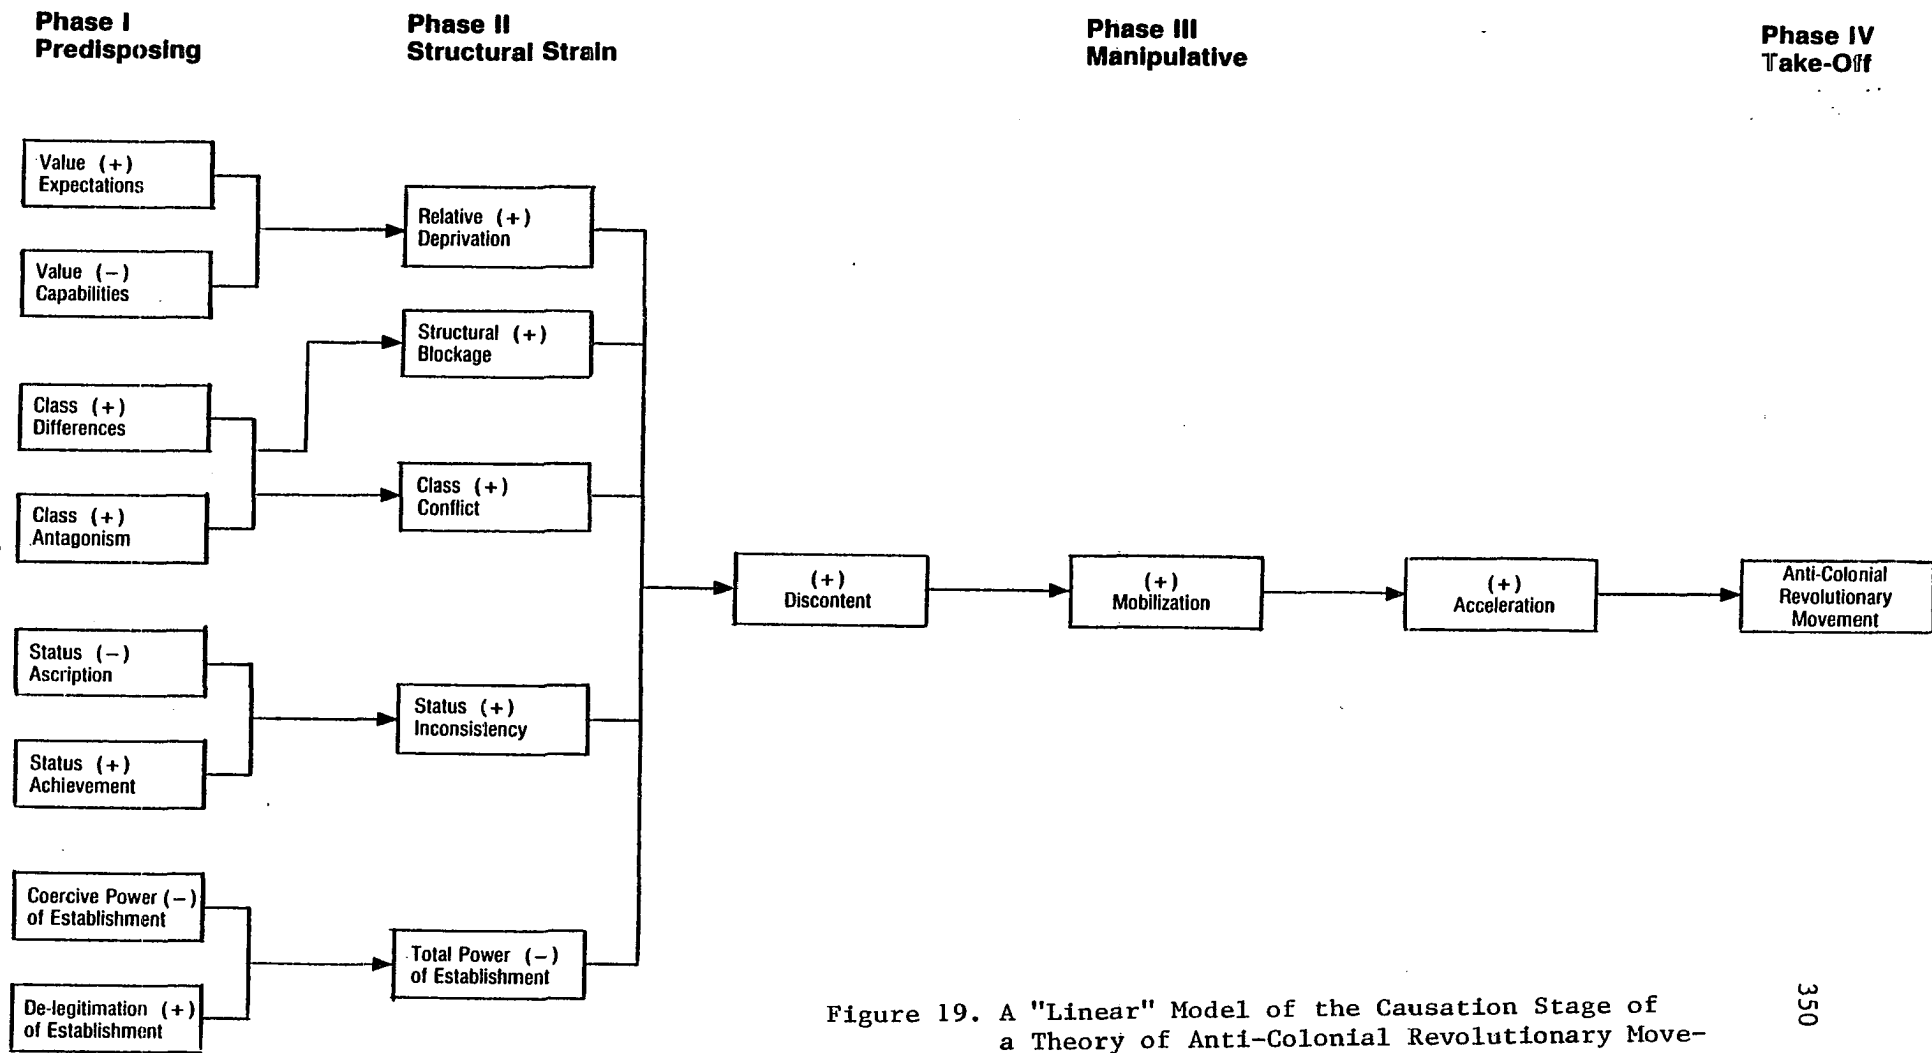 Phase I
Predisposing
Phase II
Structural Strain
Phase III
Manipulative
Phase IV
Take-Off
Value (+)
Expectations
Value (−)
Capabilities
Class (+)
Differences
Class (+)
Antagonism
Status (−)
Ascription
Status (+)
Achievement
Coercive Power (−)
of Establishment
De-legitimation (+)
of Establishment
Relative (+)
Deprivation
Structural (+)
Blockage
Class (+)
Conflict
Status (+)
Inconsistency
Total Power (−)
of Establishment
(+)
Discontent
(+)
Mobilization
(+)
Acceleration
Anti-Colonial
Revolutionary
Movement
Figure 19. A "Linear" Model of the Causation Stage of
a Theory of Anti-Colonial Revolutionary Move-
350